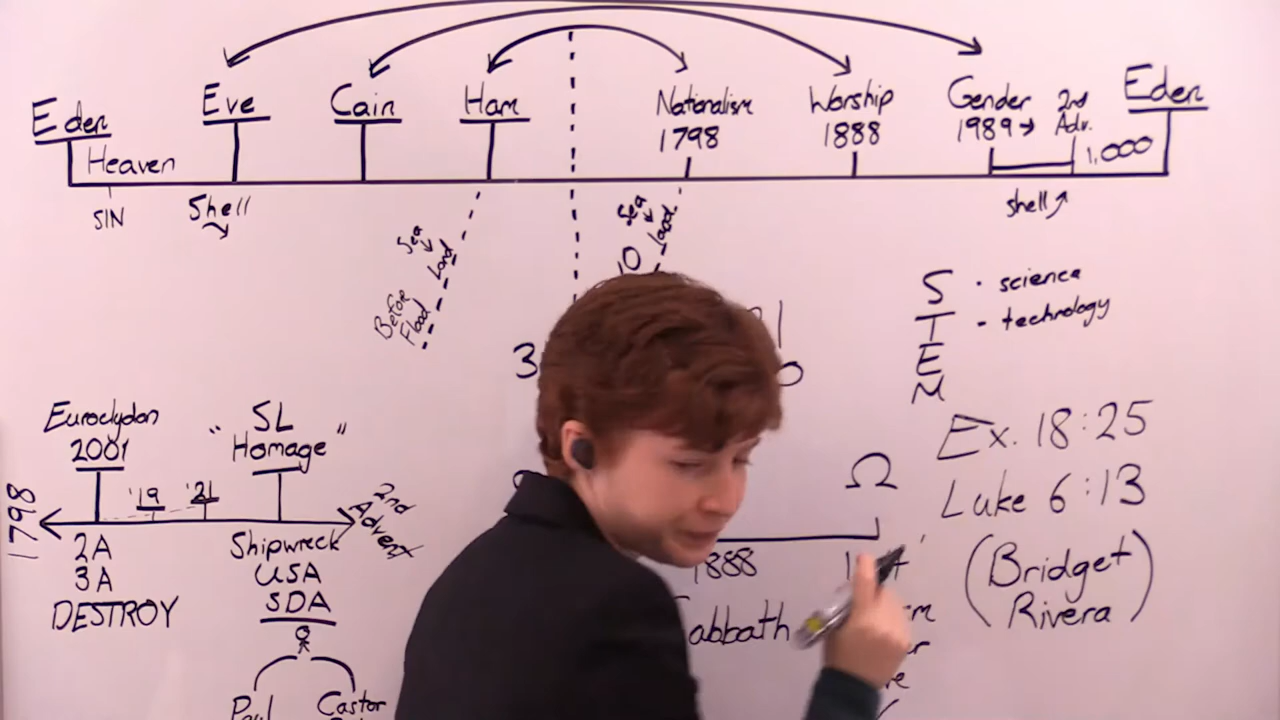 Eden
Heaven
SIN
Eve
Shell
Cain
Ham
Sea
Land
Before
Flood
Nationalism
1798
Sea
Land
Worship
1888
Gender
1989→
2nd
Adv.
1,000
Eden
shell
S · science
T - technology
E
M
Ex. 18:25
Luke 6:13
(Bridget
Rivera)
Ω
1888
3
Euroclydon
2001
'19
'21
" SL
Homage "
1798
2nd
Advent
2A
3A
DESTROY
Shipwreck
USA
SDA
Paul
Castor